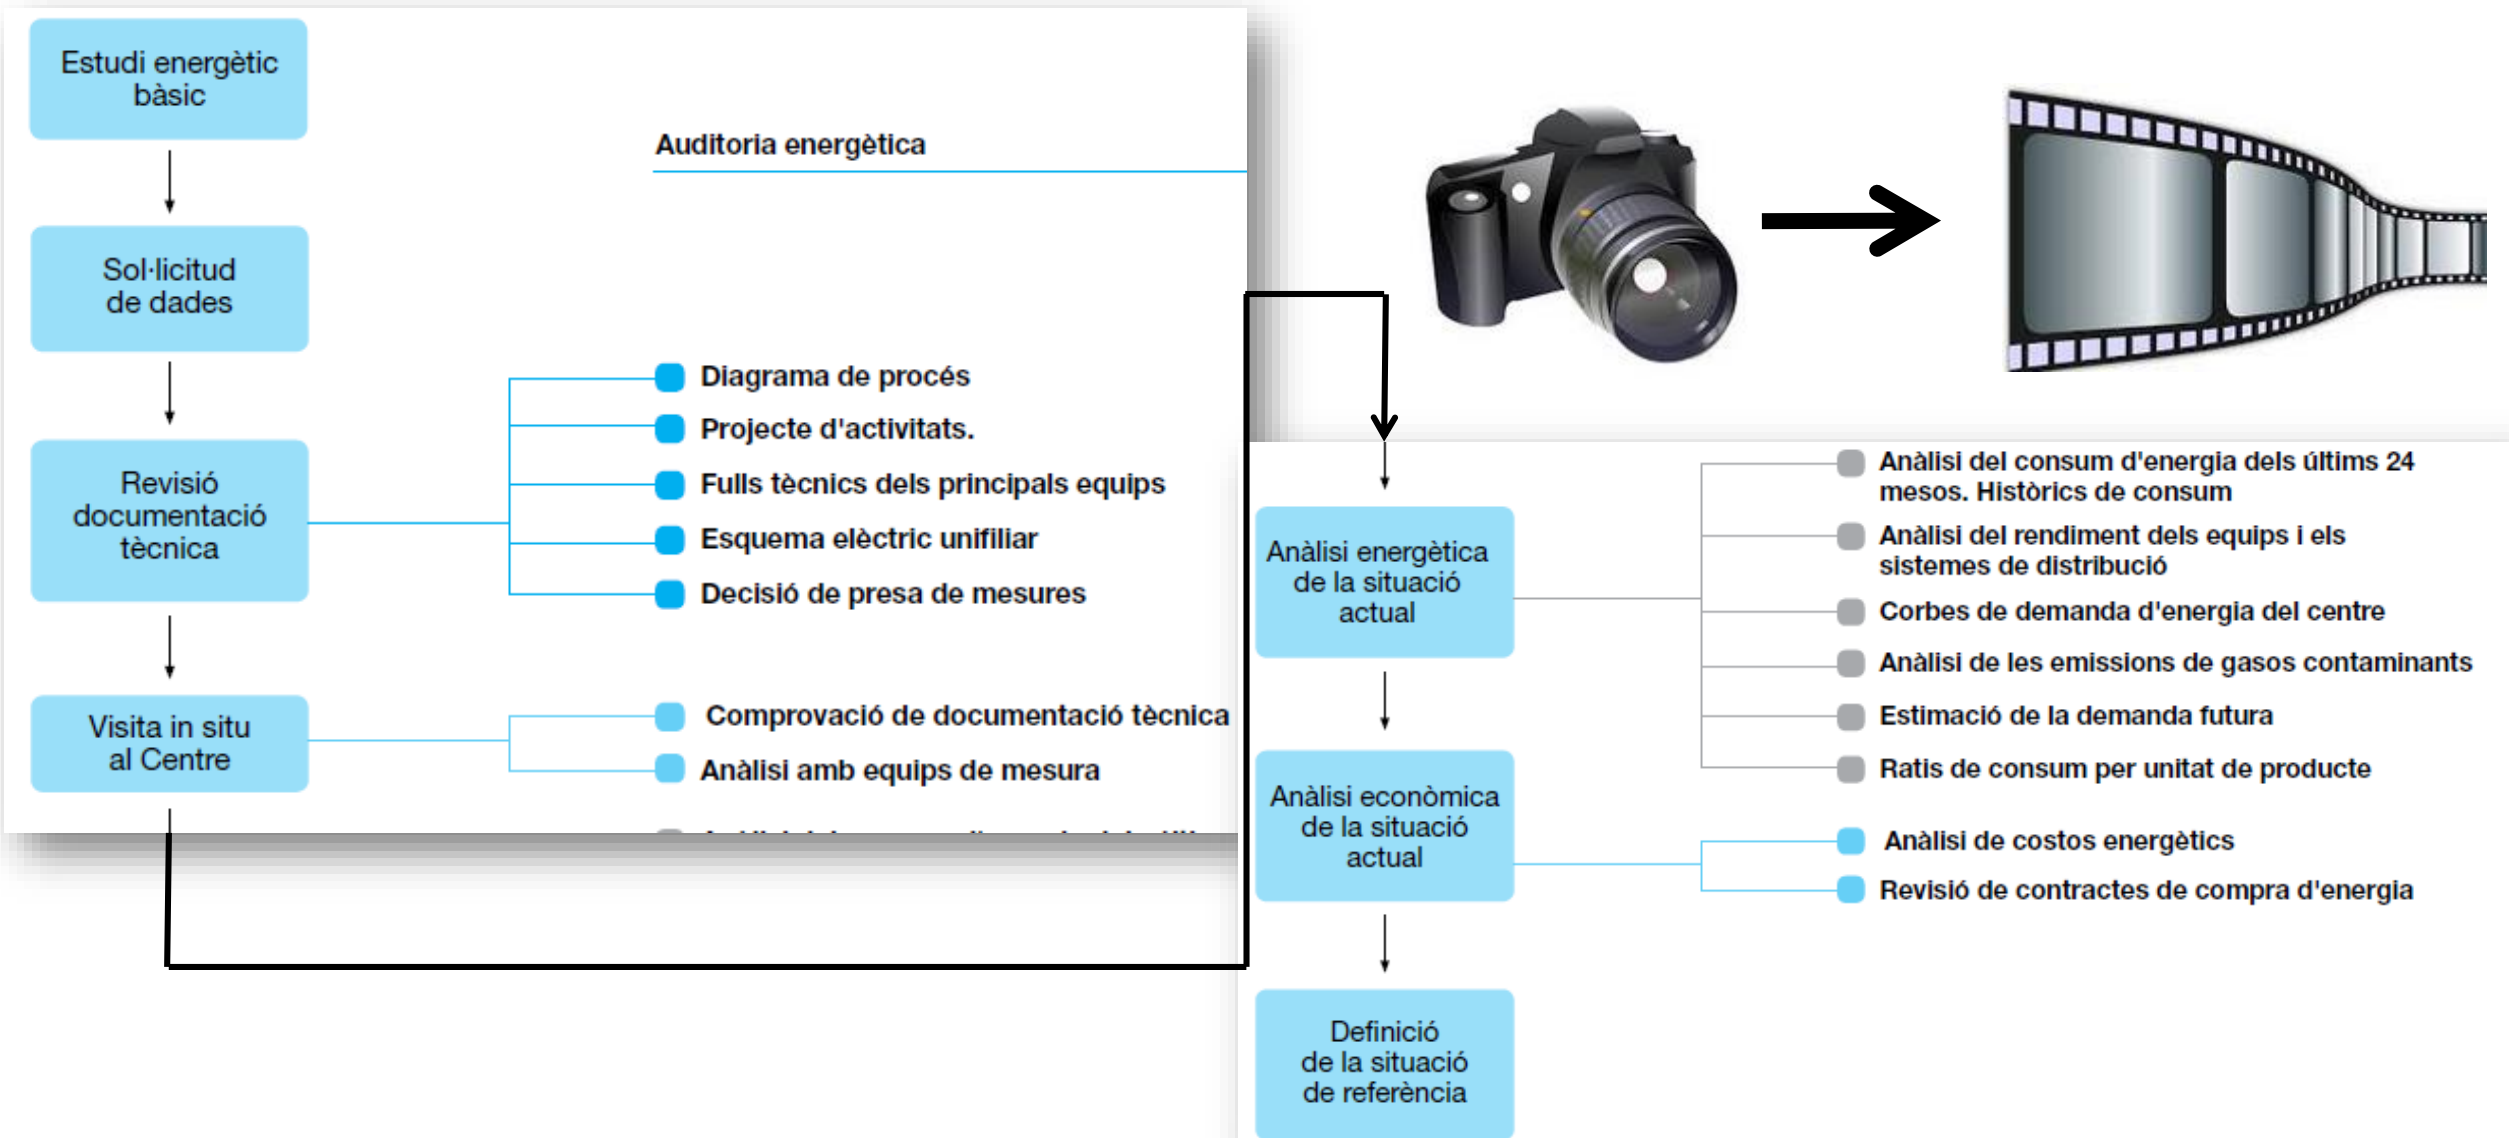 Estudi energètic
bàsic
Auditoria energètica
Sol·licitud
de dades
Revisió
documentació
tècnica
Diagrama de procés
Projecte d'activitats.
Fulls tècnics dels principals equips
Esquema elèctric unifiliar
Decisió de presa de mesures
Visita in situ
al Centre
Comprovació de documentació tècnica
Anàlisi amb equips de mesura
Anàlisi energètica
de la situació
actual
Anàlisi del consum d'energia dels últims 24
mesos. Històrics de consum
Anàlisi del rendiment dels equips i els
sistemes de distribució
Corbes de demanda d'energia del centre
Anàlisi de les emissions de gasos contaminants
Estimació de la demanda futura
Ratis de consum per unitat de producte
Anàlisi econòmica
de la situació
actual
Anàlisi de costos energètics
Revisió de contractes de compra d'energia
Definició
de la situació
de referència